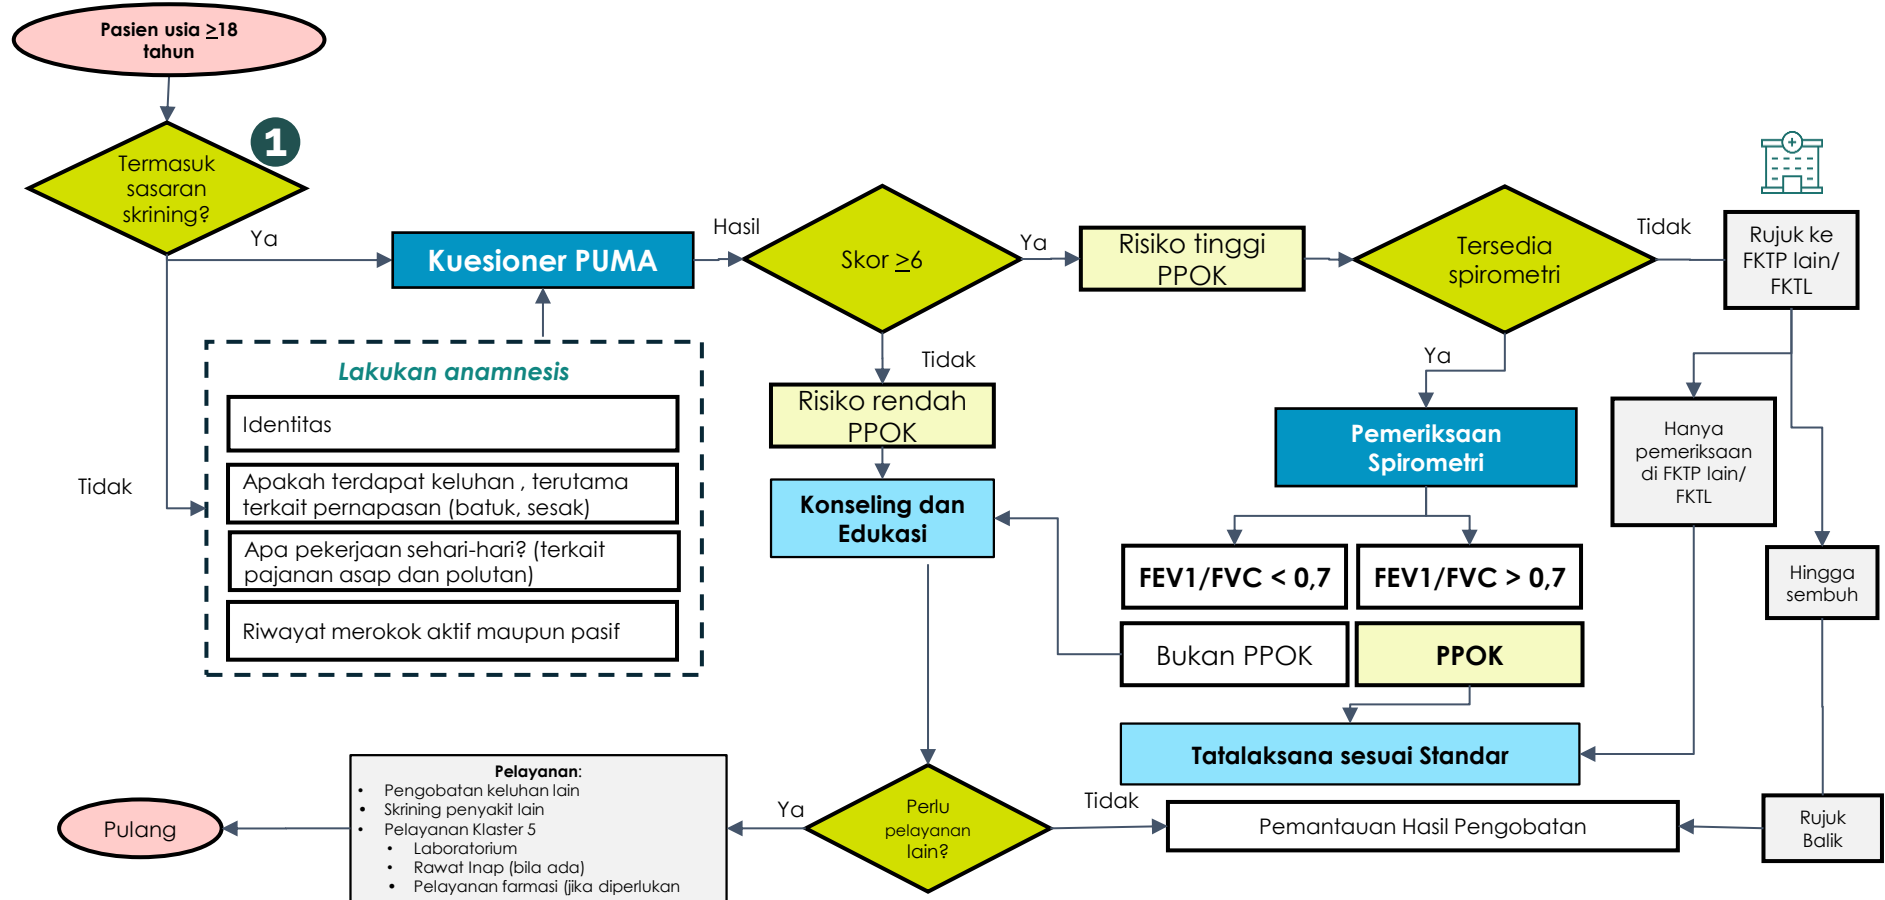 Pasien usia ≥18
tahun
1
Termasuk
sasaran
skrining?
Ya
Tidak
Kuesioner PUMA
Hasil
Skor ≥6
Ya
Risiko tinggi
PPOK
Tersedia
spirometri
Tidak
Rujuk ke
FKTP lain/
FKTL
Lakukan anamnesis
Identitas
Apakah terdapat keluhan , terutama
terkait pernapasan (batuk, sesak)
Apa pekerjaan sehari-hari? (terkait
pajanan asap dan polutan)
Riwayat merokok aktif maupun pasif
Tidak
Risiko rendah
PPOK
Konseling dan
Edukasi
Ya
Pemeriksaan
Spirometri
FEV1/FVC < 0,7
FEV1/FVC > 0,7
Bukan PPOK
PPOK
Tatalaksana sesuai Standar
Hanya
pemeriksaan
di FKTP lain/
FKTL
Hingga
sembuh
Rujuk
Balik
Pemantauan Hasil Pengobatan
Tidak
Perlu
pelayanan
lain?
Ya
Pelayanan:
• Pengobatan keluhan lain
• Skrining penyakit lain
• Pelayanan Klaster 5
• Laboratorium
• Rawat Inap (bila ada)
• Pelayanan farmasi (jika diperlukan
Pulang